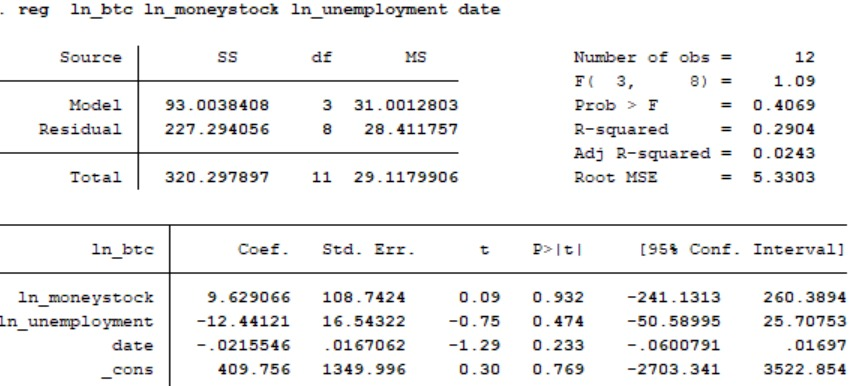 . reg ln_btc ln_moneystock ln_unemployment date
Source SS df MS Number of obs = 12
F( 3, 8) = 1.09
Model 93.0038408 3 31.0012803 Prob > F = 0.4069
Residual 227.294056 8 28.411757 R-squared = 0.2904
Adj R-squared = 0.0243
Total 320.297897 11 29.1179906 Root MSE = 5.3303
ln_btc Coef. Std. Err. t P>|t| [95% Conf. Interval]
ln_moneystock 9.629066 108.7424 0.09 0.932 -241.1313 260.3894
ln_unemployment -12.44121 16.54322 -0.75 0.474 -50.58995 25.70753
date -.0215546 .0167062 -1.29 0.233 -.0600791 .01697
_cons 409.756 1349.996 0.30 0.769 -2703.341 3522.854